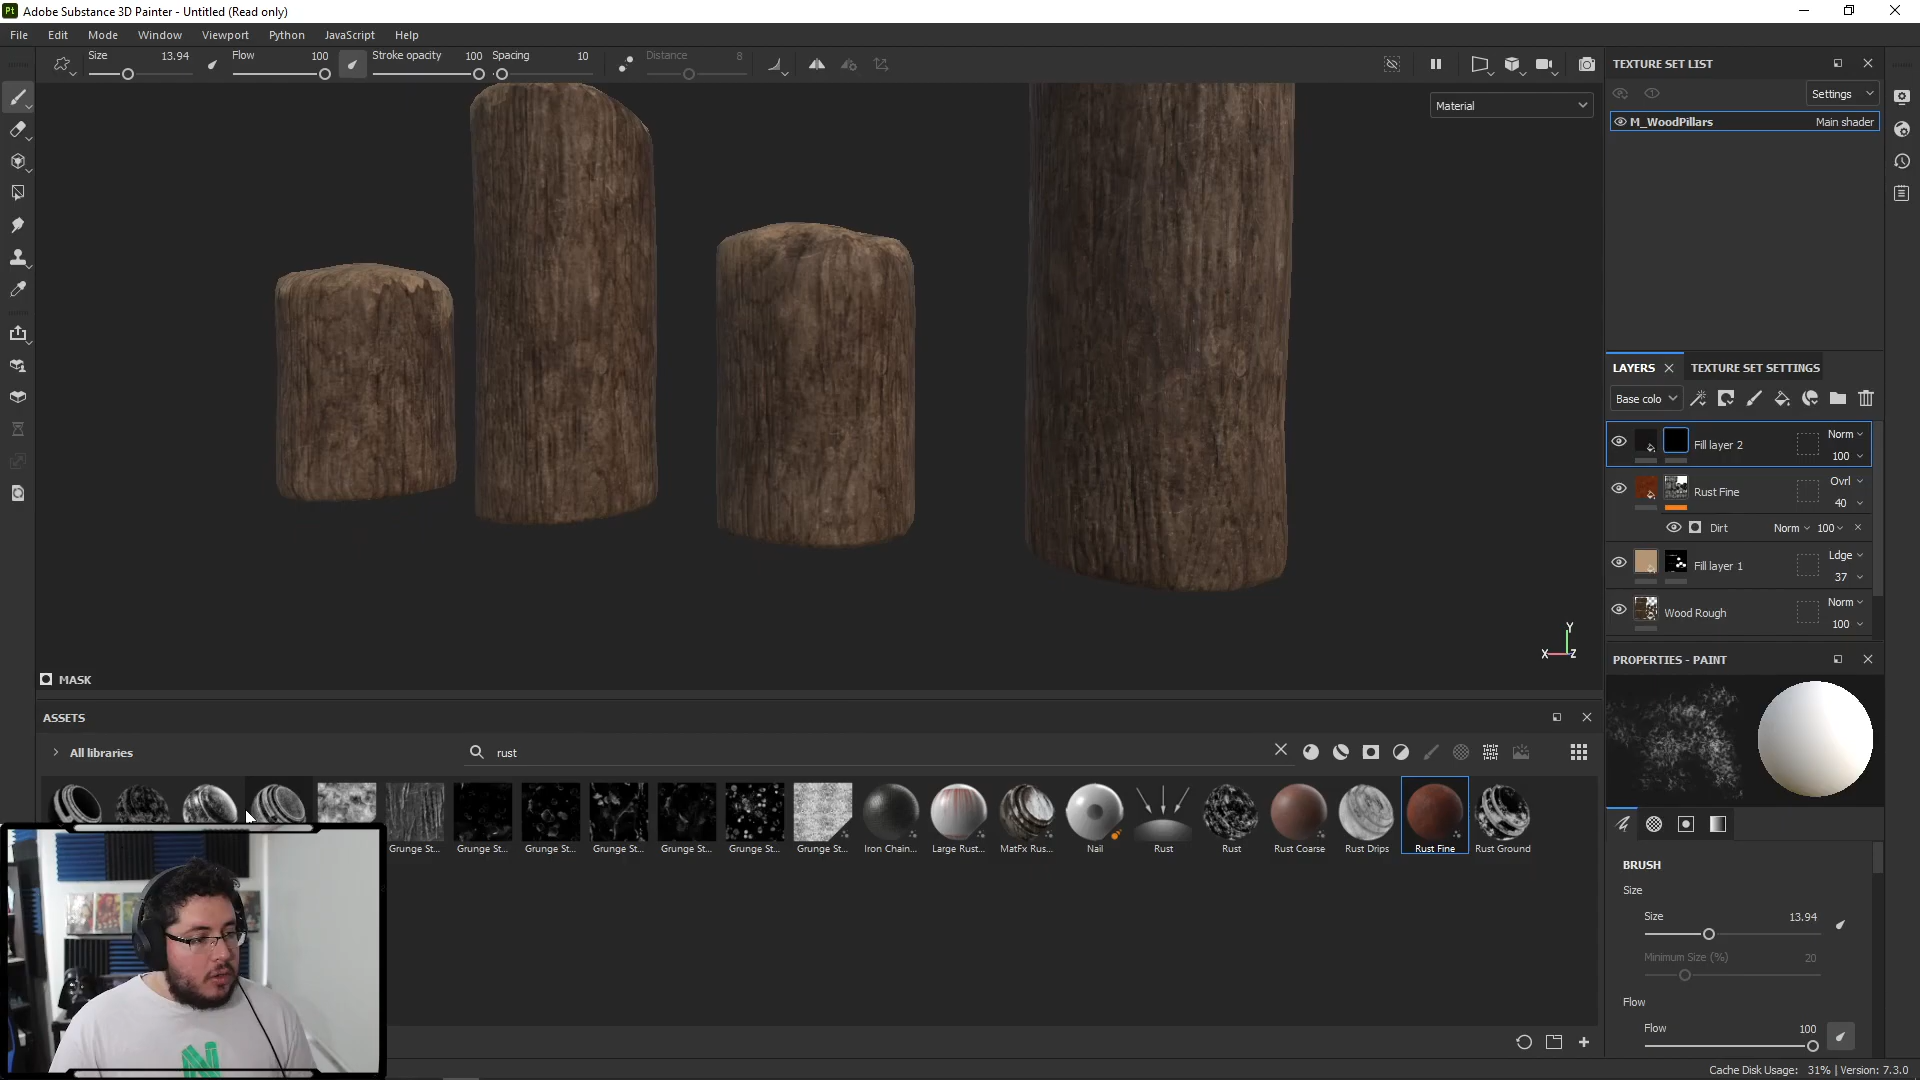 Pt Adobe Substance 3D Painter - Untitled (Read only)
File Edit Mode Window Viewport Python JavaScript Help
Size 13.94 Flow 100 Stroke opacity 100 Spacing 10 Distance 8
Material
Y
X Z
MASK
TEXTURE SET LIST
Settings
M_WoodPillars Main shader
LAYERS TEXTURE SET SETTINGS
Base colo
Fill layer 2 Norm 100
Rust Fine Ovrl 40
Dirt Norm 100
Fill layer 1 Ldge 37
Wood Rough Norm 100
PROPERTIES - PAINT
BRUSH
Size
Size 13.94
Minimum Size (%) 20
Flow
Flow 100
ASSETS
All libraries
rust
Grunge St... Grunge St... Grunge St... Grunge St... Grunge St... Grunge St... Grunge St... Iron Chain... Large Rust... MatFx Rus... Nail Rust Rust Rust Coarse Rust Drips Rust Fine Rust Ground
N
Cache Disk Usage: 31% | Version: 7.3.0